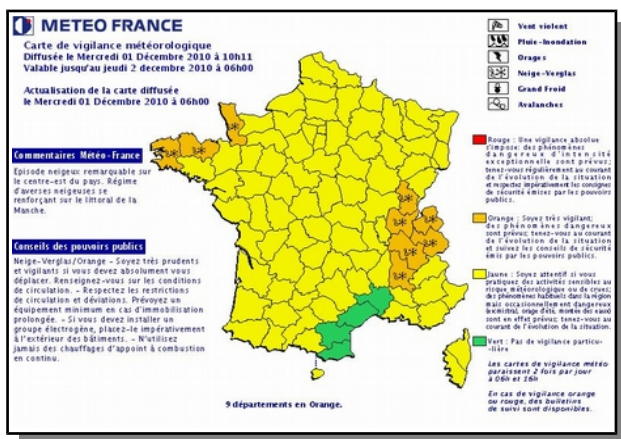 METEO FRANCE
Carte de vigilance météorologique
Diffusée le Mercredi 01 Décembre 2010 à 10h11
Valable jusqu'au jeudi 2 decembre 2010 à 06h00
Actualisation de la carte diffusée
le Mercredi 01 Décembre 2010 à 06h00
Commentaires Météo-France
Episode neigeux remarquable sur
le centre-est du pays. Régime
d'averses neigeuses se
renforçant sur le littoral de la
Manche.
Conseils des pouvoirs publics
Neige-Verglas/Orange - Soyez très prudents
et vigilants si vous devez absolument vous
déplacer. Renseignez-vous sur les conditions
de circulation. - Respectez les restrictions
de circulation et déviations. Prévoyez un
équipement minimum en cas d'immobilisation
prolongée. - Si vous devez installer un
groupe électrogène, placez-le impérativement
à l'extérieur des bâtiments. - N'utilisez
jamais des chauffages d'appoint à combustion
en continu.
9 départements en Orange.
Vent violent
Pluie-Inondation
Orages
Neige-Verglas
Grand Froid
Avalanches
Rouge : Une vigilance absolue
s'impose: des phénomènes
dangereux d'intensité
exceptionnelle sont prévus;
tenez-vous régulièrement au courant
de l'évolution de la situation
et respectez impérativement les consignes
de sécurité émises par les pouvoirs
publics.
Orange : Soyez très vigilant;
des phénomènes dangereux
sont prévus; tenez-vous au courant
de l'évolution de la situation
et suivez les conseils de sécurité
émis par les pouvoirs publics.
Jaune : Soyez attentif si vous
pratiquez des activités sensibles au
risque météorologique ou de crues;
des phénomènes habituels dans la région
mais occasionnellement dangereux
(ex:mistral, orage d'été, montée des eaux)
sont en effet prévus; tenez-vous au
courant de l'évolution de la situation.
Vert : Pas de vigilance particu-
-lière
Les cartes de vigilance météo
paraissent 2 fois par jour
à 06h et 16h
En cas de vigilance orange
ou rouge, des bulletins
de suivi sont disponibles.